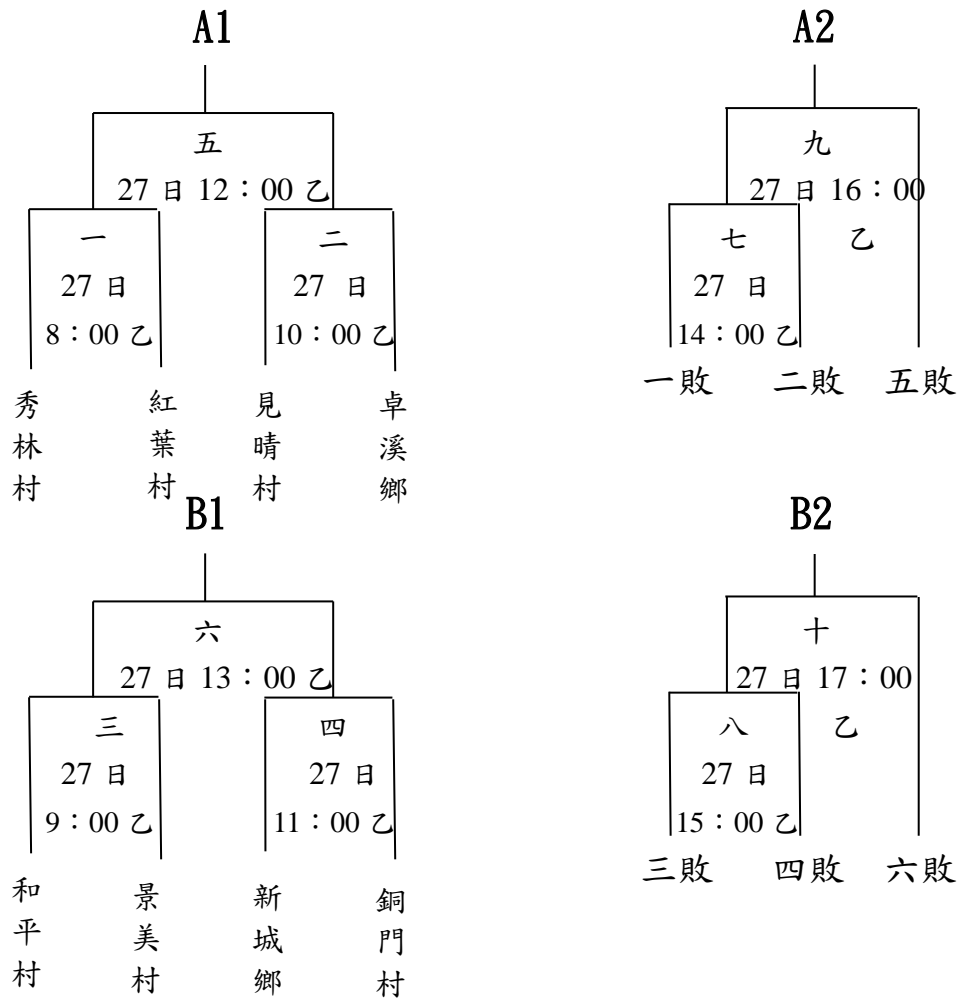 A1
五
27 日 12：00 乙
一
27 日
8：00 乙
二
27 日
10：00 乙
秀林村
紅葉村
見晴村
卓溪鄉
A2
九
27 日 16：00
乙
七
27 日
14：00 乙
一敗
二敗
五敗
B1
六
27 日 13：00 乙
三
27 日
9：00 乙
四
27 日
11：00 乙
和平村
景美村
新城鄉
銅門村
B2
十
27 日 17：00
乙
八
27 日
15：00 乙
三敗
四敗
六敗